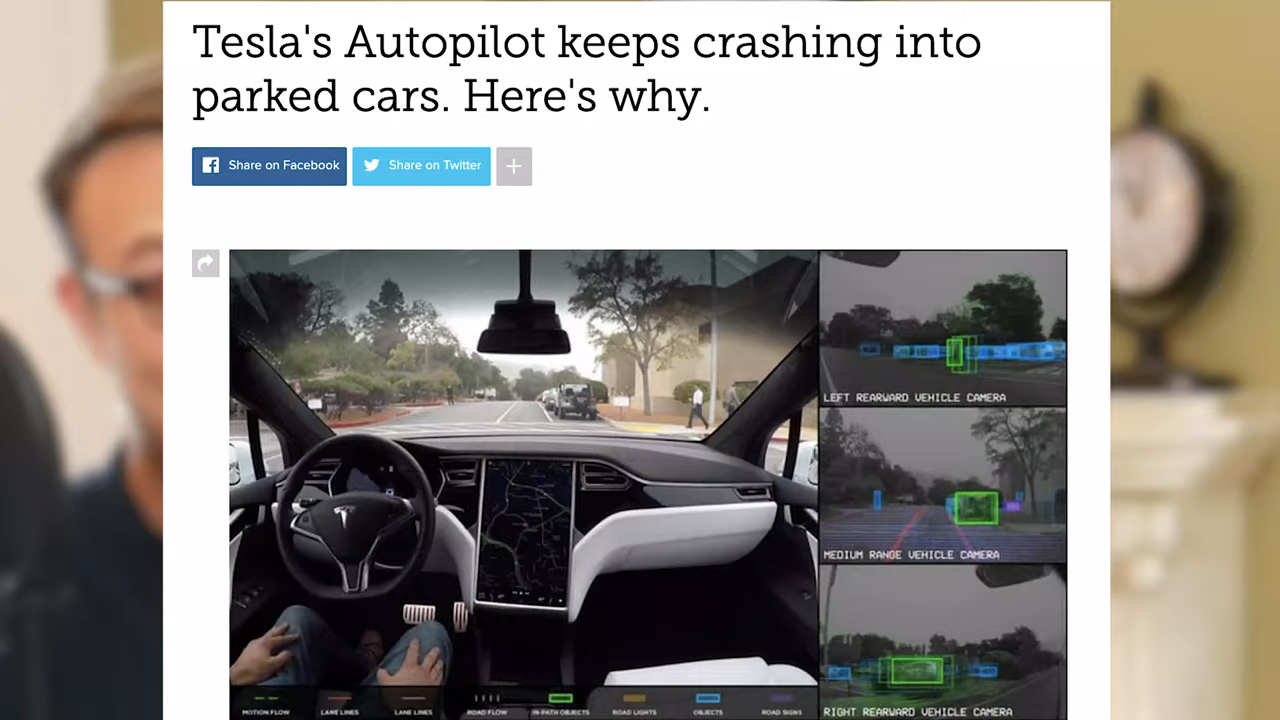 Tesla's Autopilot keeps crashing into
parked cars. Here's why.
Share on Facebook
Share on Twitter
LEFT REARWARD VEHICLE CAMERA
MEDIUM RANGE VEHICLE CAMERA
RIGHT REARWARD VEHICLE CAMERA
MOTION FLOW
LANE LINES
LANE LINES
ROAD FLOW
IN-PATH OBJECTS
ROAD LIGHTS
OBJECTS
ROAD SIGNS